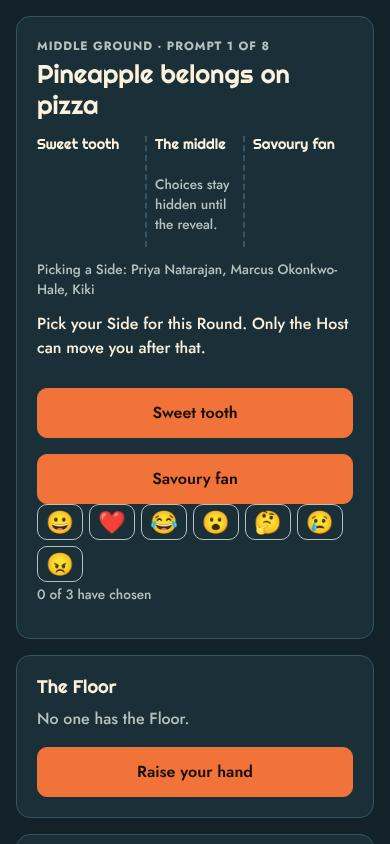 MIDDLE GROUND · PROMPT 1 OF 8
Pineapple belongs on
pizza
Sweet tooth
The middle
Savoury fan
Choices stay
hidden until
the reveal.
Picking a Side: Priya Natarajan, Marcus Okonkwo-
Hale, Kiki
Pick your Side for this Round. Only the Host
can move you after that.
Sweet tooth
Savoury fan
0 of 3 have chosen
The Floor
No one has the Floor.
Raise your hand